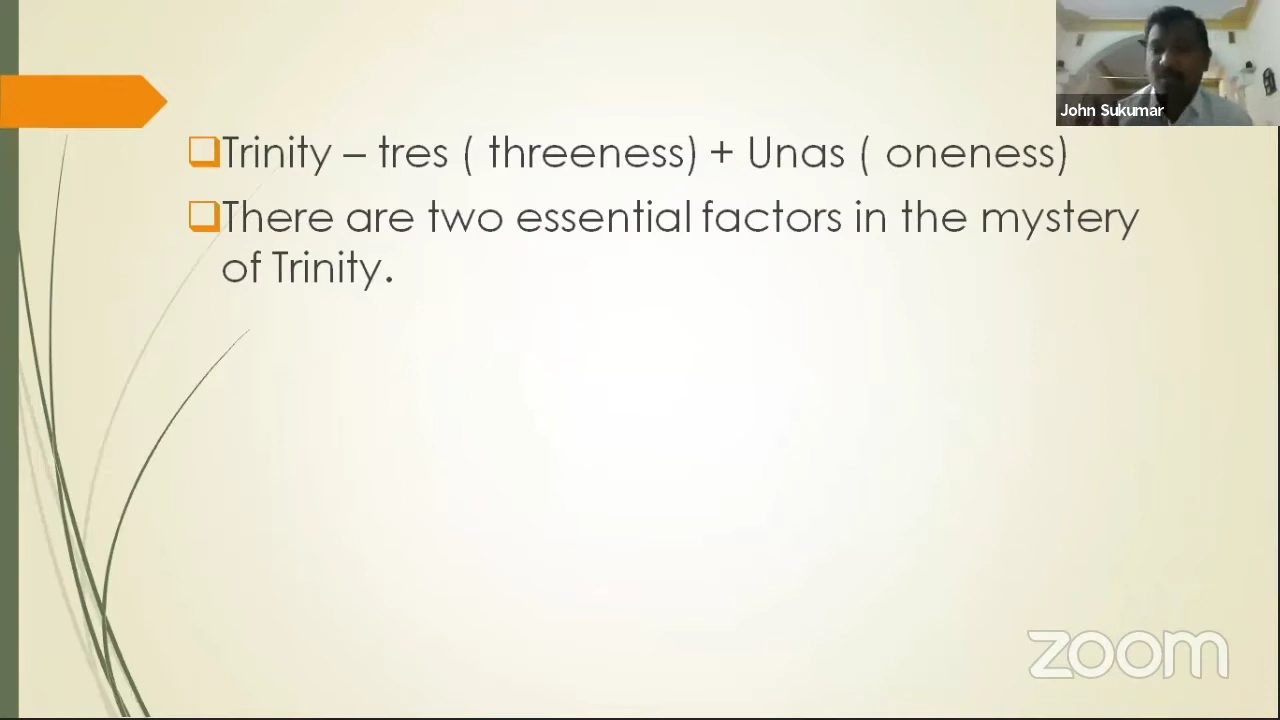 John Sukumar
Trinity – tres ( threeness) + Unas ( oneness)
There are two essential factors in the mystery
of Trinity.
zoom